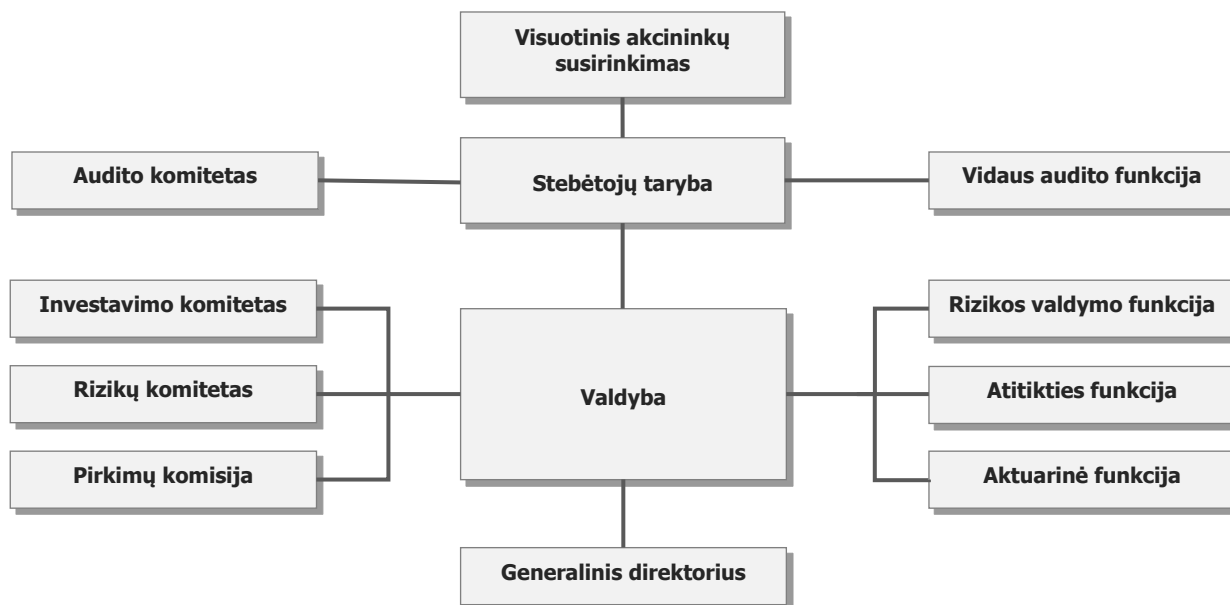 Visuotinis akcininkų
susirinkimas
Audito komitetas
Stebėtojų taryba
Vidaus audito funkcija
Investavimo komitetas
Rizikos valdymo funkcija
Rizikų komitetas
Valdyba
Atitikties funkcija
Pirkimų komisija
Aktuarinė funkcija
Generalinis direktorius